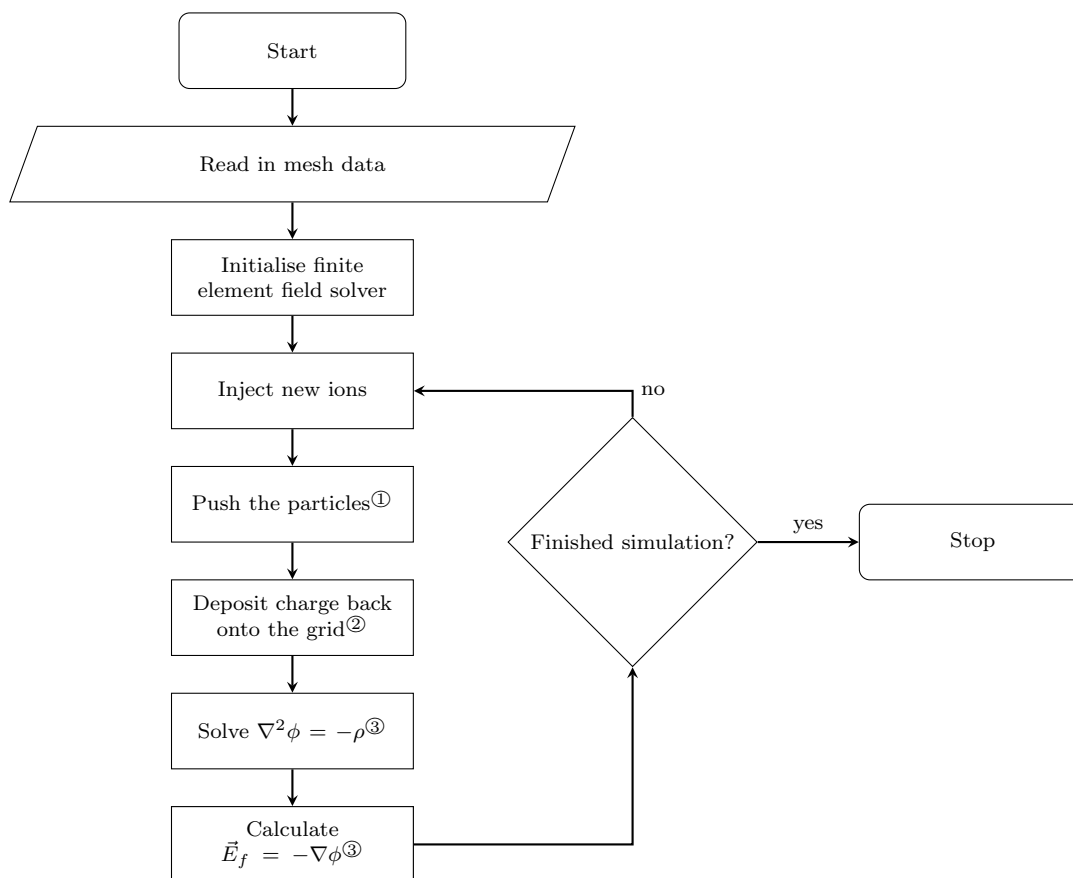 Start
Read in mesh data
Initialise finite
element field solver
Inject new ions
no
Push the particles①
Finished simulation?
yes
Stop
Deposit charge back
onto the grid②
Solve ∇²ϕ = −ρ③
Calculate
E⃗_f = −∇ϕ③